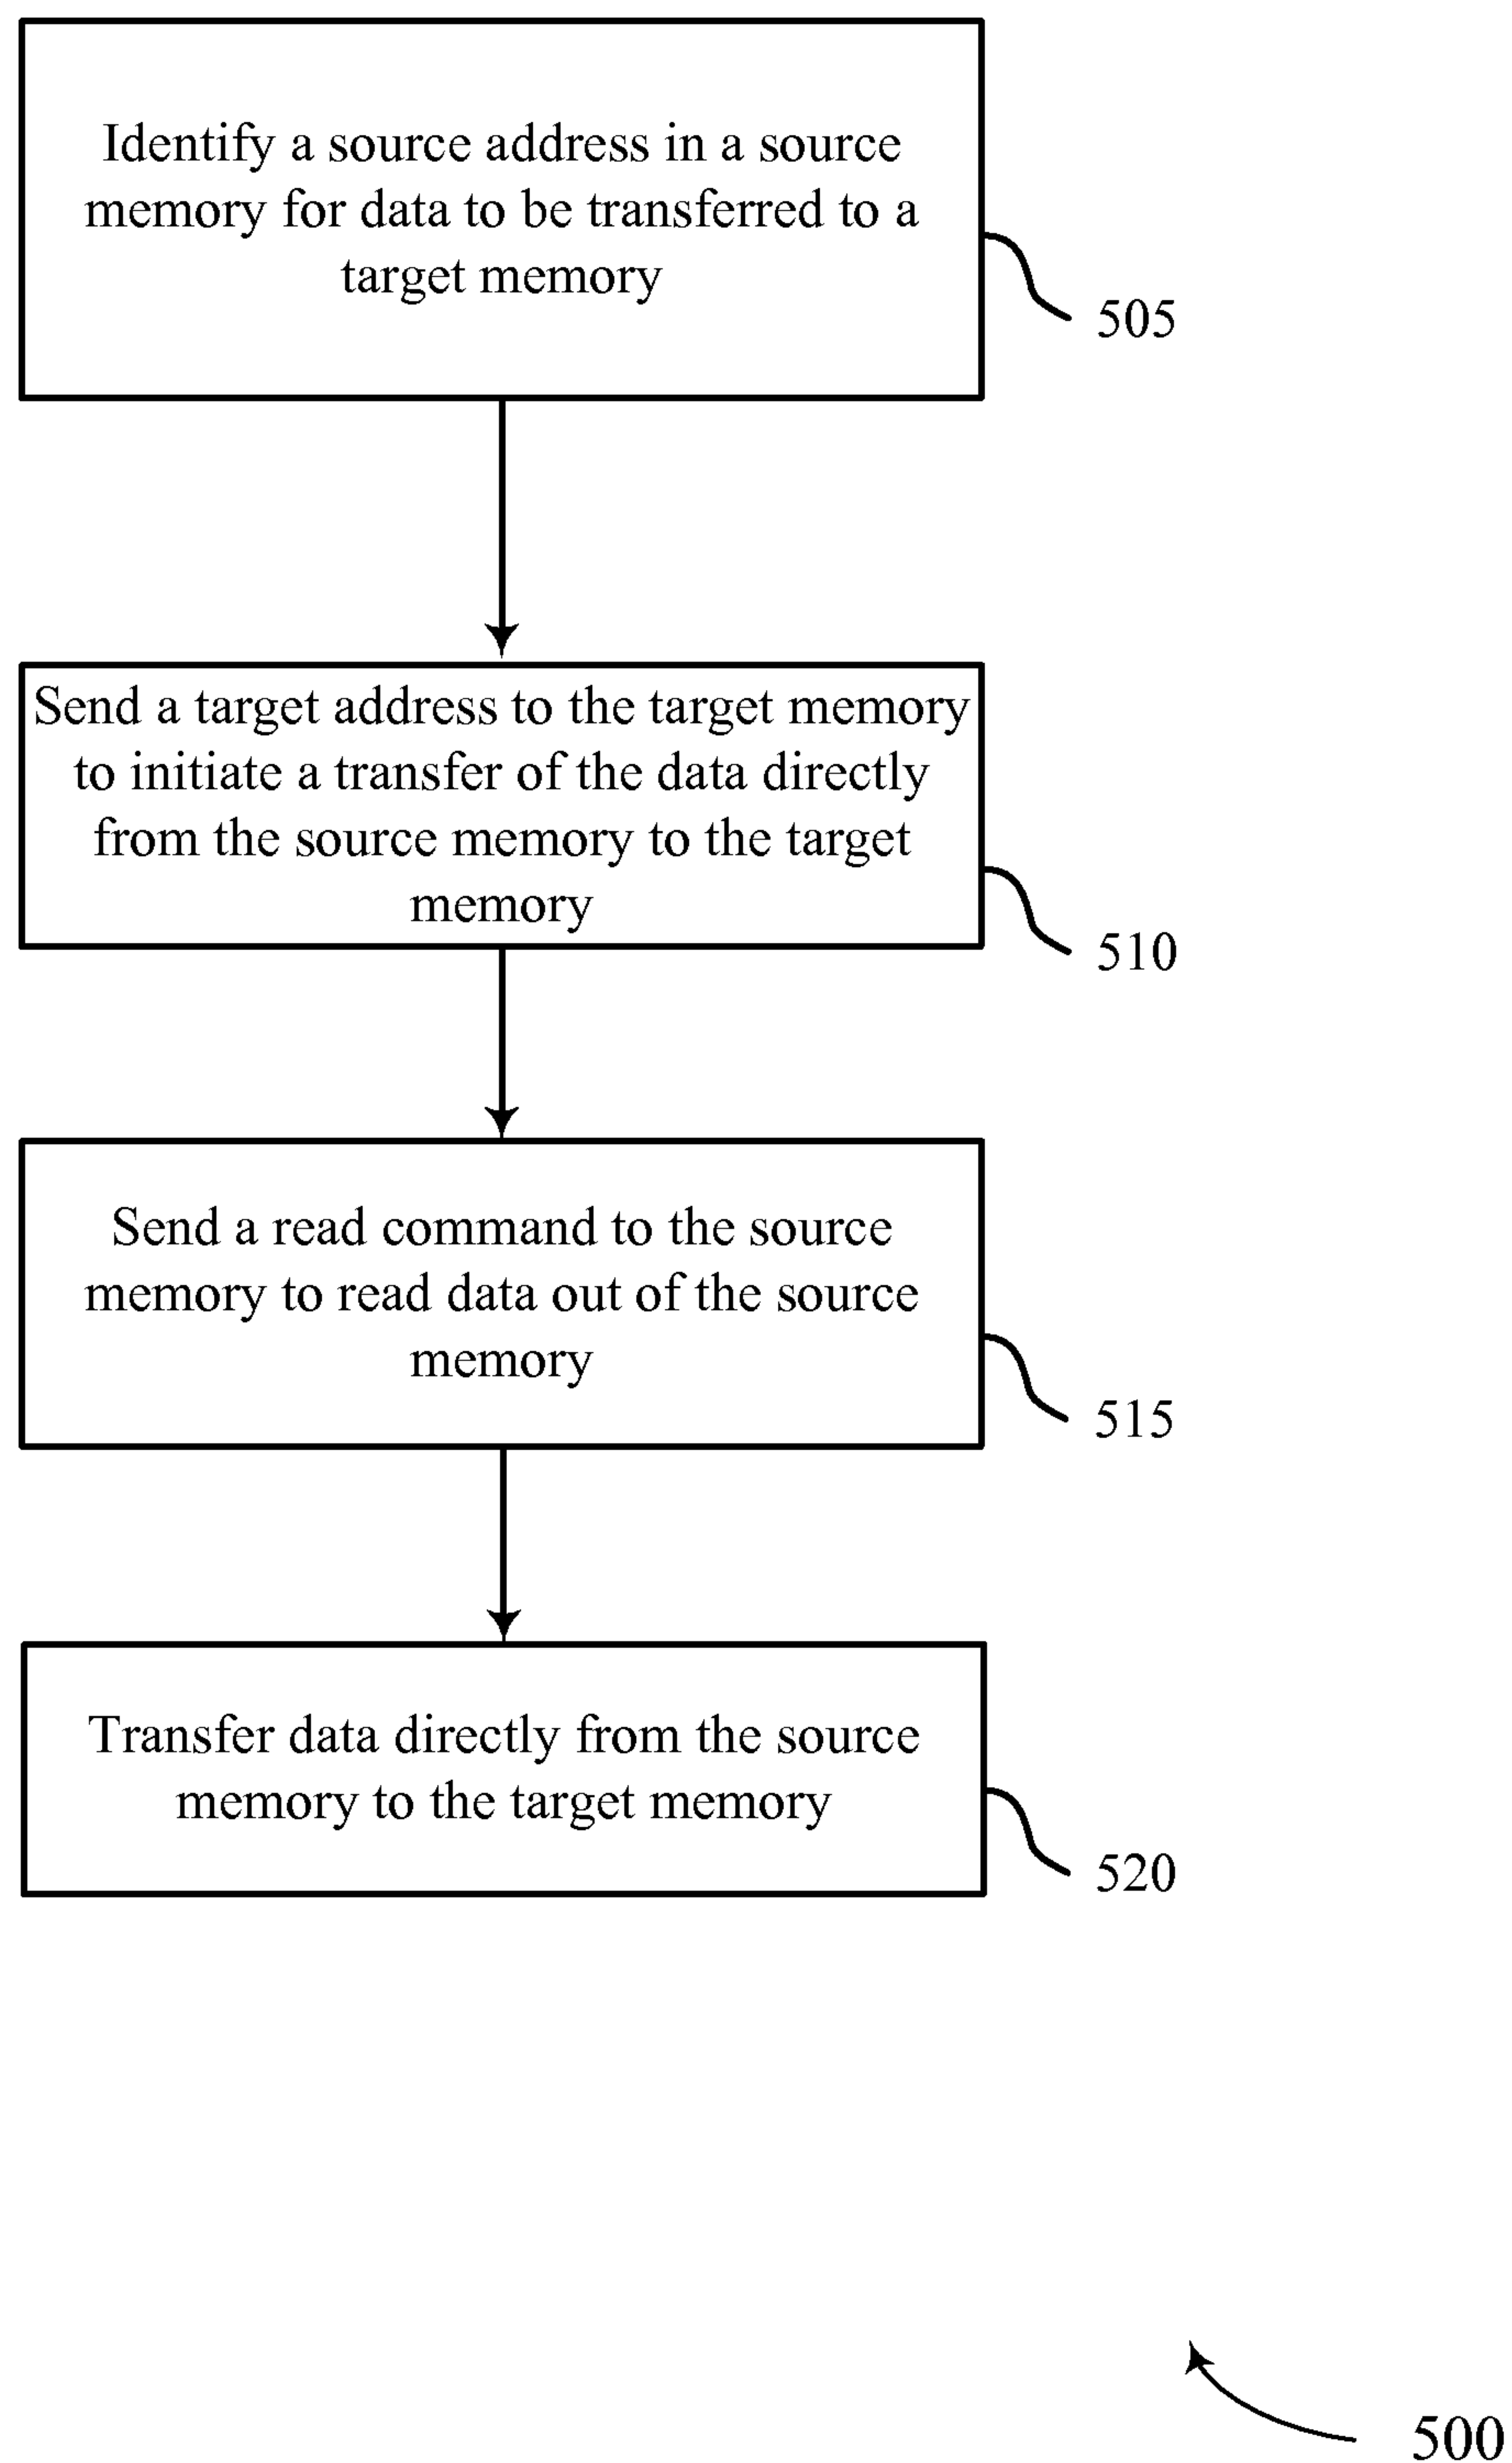 Identify a source address in a source
memory for data to be transferred to a
target memory
505
Send a target address to the target memory
to initiate a transfer of the data directly
from the source memory to the target
memory
510
Send a read command to the source
memory to read data out of the source
memory
515
Transfer data directly from the source
memory to the target memory
520
500